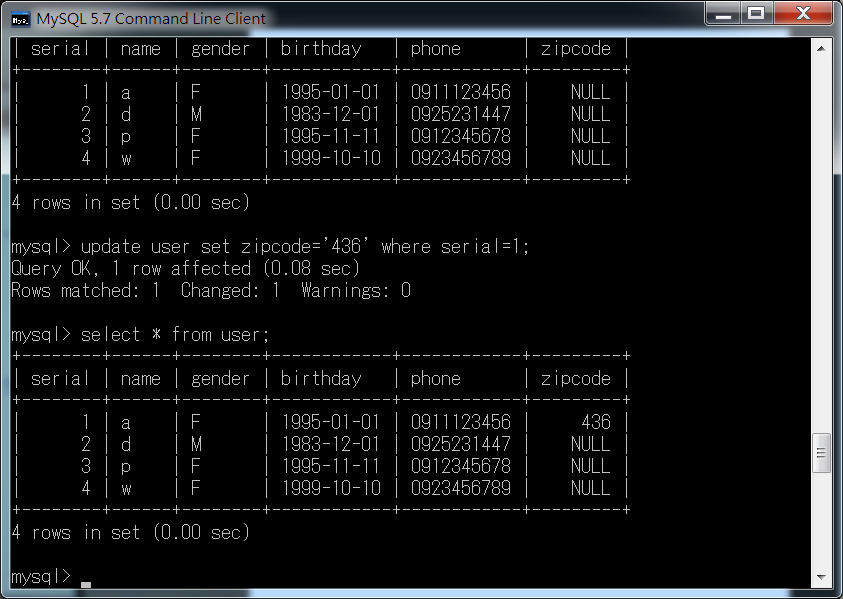 MySQL 5.7 Command Line Client
| serial | name | gender | birthday   | phone      | zipcode |
+--------+------+--------+------------+------------+---------+
|      1 | a    | F      | 1995-01-01 | 0911123456 |    NULL |
|      2 | d    | M      | 1983-12-01 | 0925231447 |    NULL |
|      3 | p    | F      | 1995-11-11 | 0912345678 |    NULL |
|      4 | w    | F      | 1999-10-10 | 0923456789 |    NULL |
+--------+------+--------+------------+------------+---------+
4 rows in set (0.00 sec)
mysql> update user set zipcode='436' where serial=1;
Query OK, 1 row affected (0.08 sec)
Rows matched: 1  Changed: 1  Warnings: 0
mysql> select * from user;
+--------+------+--------+------------+------------+---------+
| serial | name | gender | birthday   | phone      | zipcode |
+--------+------+--------+------------+------------+---------+
|      1 | a    | F      | 1995-01-01 | 0911123456 |     436 |
|      2 | d    | M      | 1983-12-01 | 0925231447 |    NULL |
|      3 | p    | F      | 1995-11-11 | 0912345678 |    NULL |
|      4 | w    | F      | 1999-10-10 | 0923456789 |    NULL |
+--------+------+--------+------------+------------+---------+
4 rows in set (0.00 sec)
mysql> _